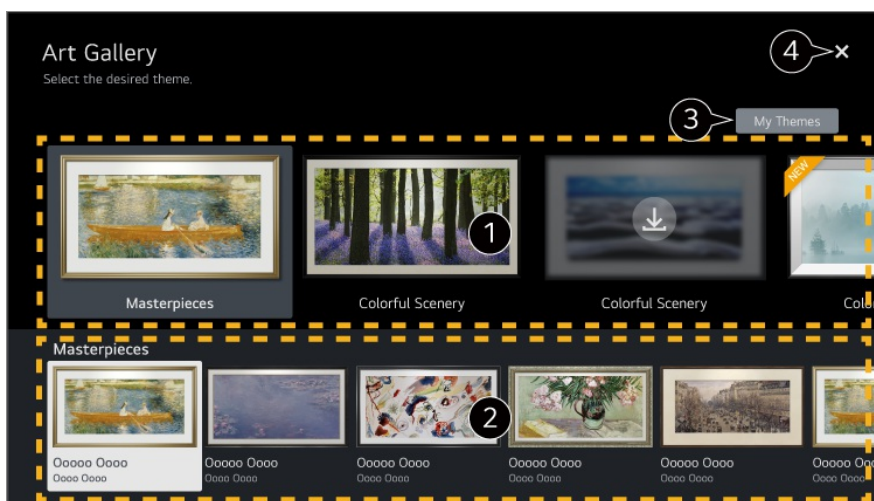 Art Gallery
Select the desired theme.
4
3
My Themes
NEW
1
Masterpieces
Colorful Scenery
Colorful Scenery
Masterpieces
2
Ooooo Oooo
Oooo Oooo
Ooooo Oooo
Oooo Oooo
Ooooo Oooo
Oooo Oooo
Ooooo Oooo
Oooo Oooo
Ooooo Oooo
Oooo Oooo
Ooooo
Oooo Oooo